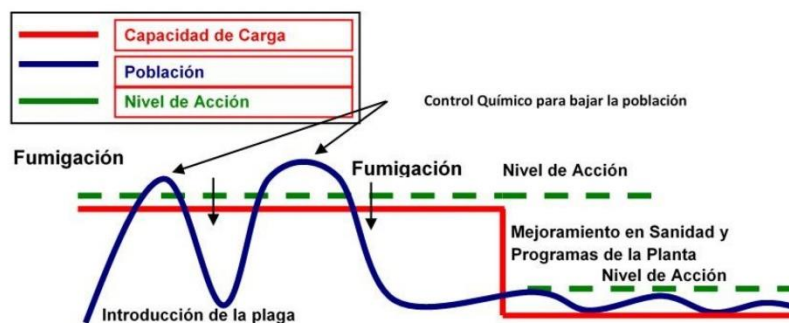 Capacidad de Carga
Población
Nivel de Acción
Control Químico para bajar la población
Fumigación
Fumigación
Nivel de Acción
Mejoramiento en Sanidad y
Programas de la Planta
Nivel de Acción
Introducción de la plaga